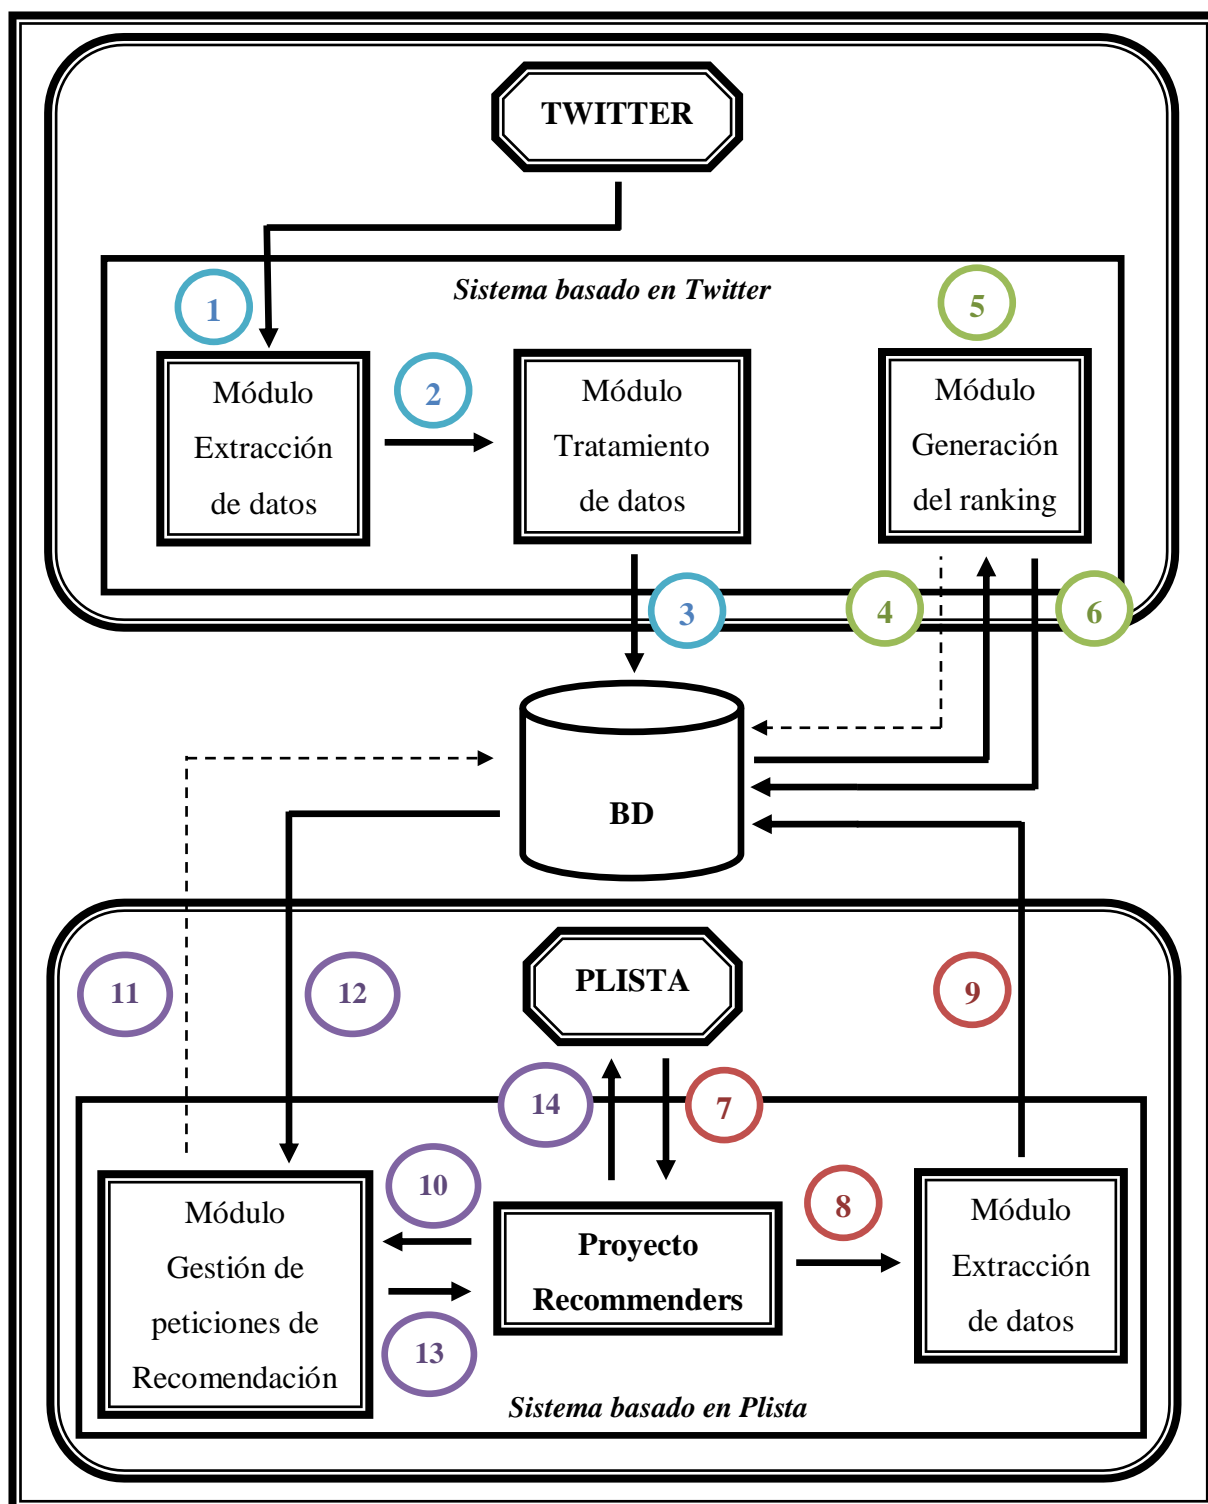 TWITTER
Sistema basado en Twitter
1
5
Módulo
Extracción
de datos
2
Módulo
Tratamiento
de datos
Módulo
Generación
del ranking
3
4
6
BD
11
12
PLISTA
9
14
7
Módulo
Gestión de
peticiones de
Recomendación
10
13
Proyecto
Recommenders
8
Módulo
Extracción
de datos
Sistema basado en Plista